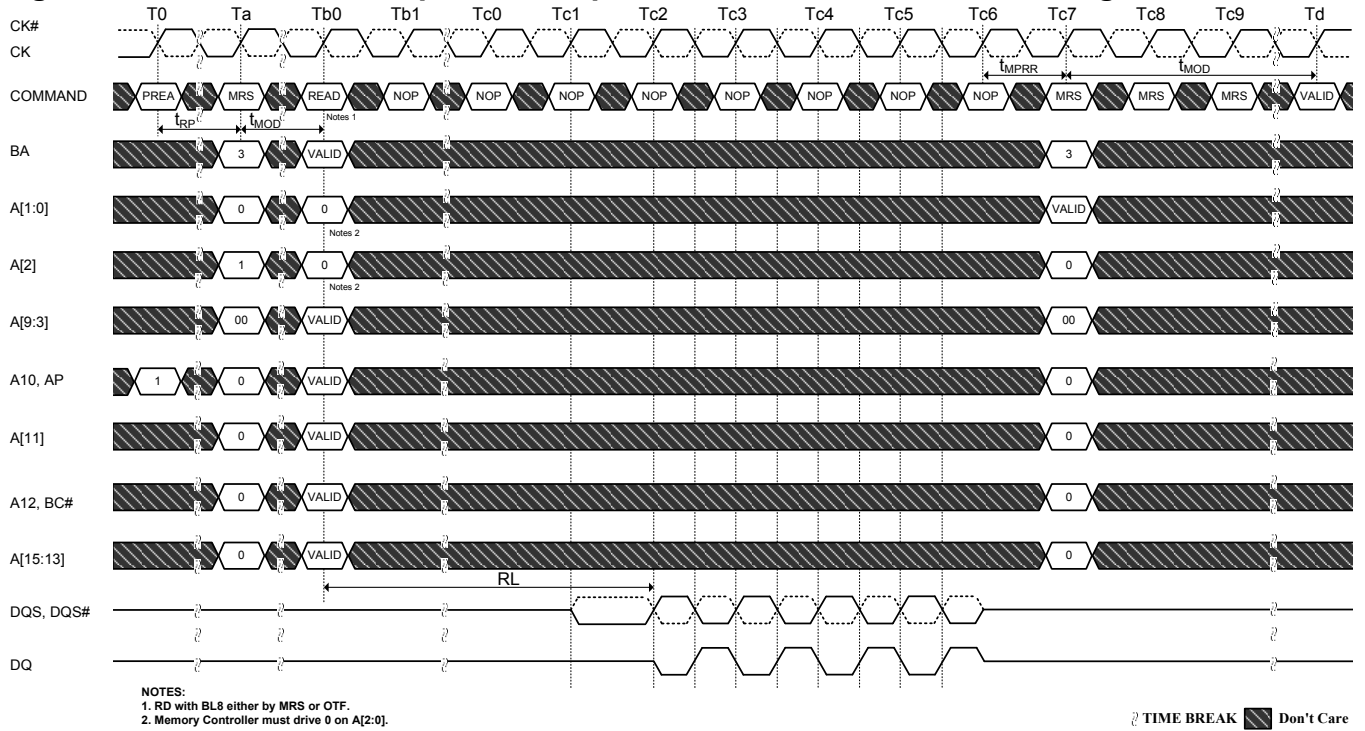 T0 Ta Tb0 Tb1 Tc0 Tc1 Tc2 Tc3 Tc4 Tc5 Tc6 Tc7 Tc8 Tc9 Td
CK#
CK
tMPRR tMOD
COMMAND PREA MRS READ NOP NOP NOP NOP NOP NOP NOP NOP MRS MRS MRS VALID
tRP tMOD Notes 1
BA 3 VALID 3
A[1:0] 0 0 VALID
Notes 2
A[2] 1 0 0
Notes 2
A[9:3] 00 VALID 00
A10, AP 1 0 VALID 0
A[11] 0 VALID 0
A12, BC# 0 VALID 0
A[15:13] 0 VALID 0
RL
DQS, DQS#
DQ
NOTES:
1. RD with BL8 either by MRS or OTF.
2. Memory Controller must drive 0 on A[2:0].
TIME BREAK Don't Care